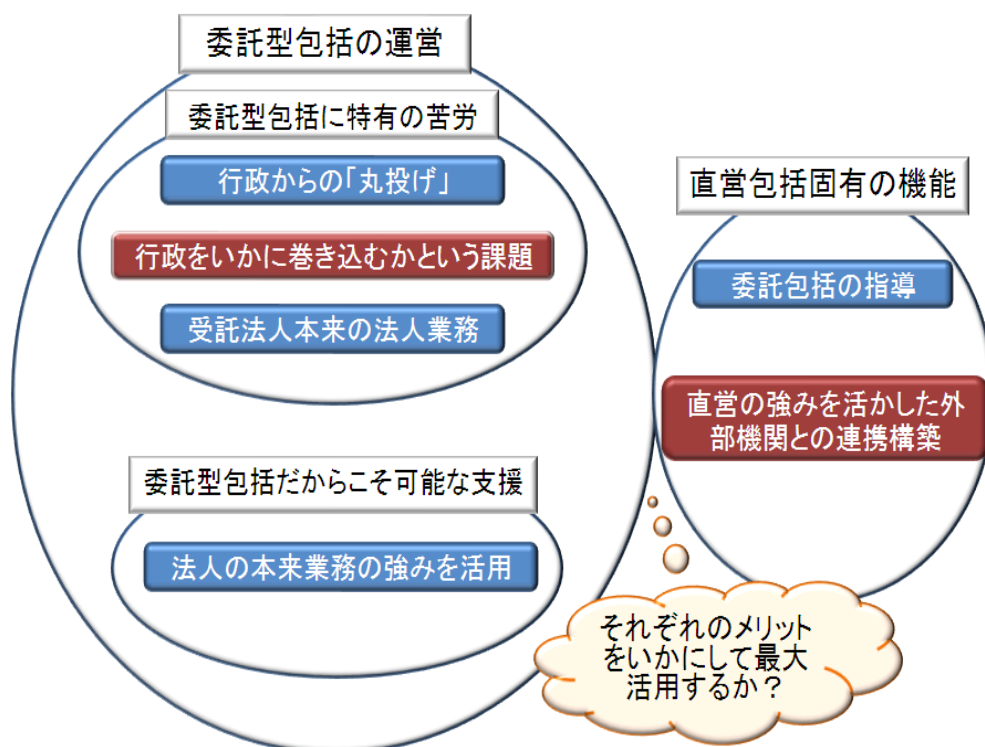 委託型包括の運営
委託型包括に特有の苦労
行政からの「丸投げ」
行政をいかに巻き込むかという課題
受託法人本来の法人業務
委託型包括だからこそ可能な支援
法人の本来業務の強みを活用
直営包括固有の機能
委託包括の指導
直営の強みを活かした外
部機関との連携構築
それぞれのメリット
をいかにして最大
活用するか？